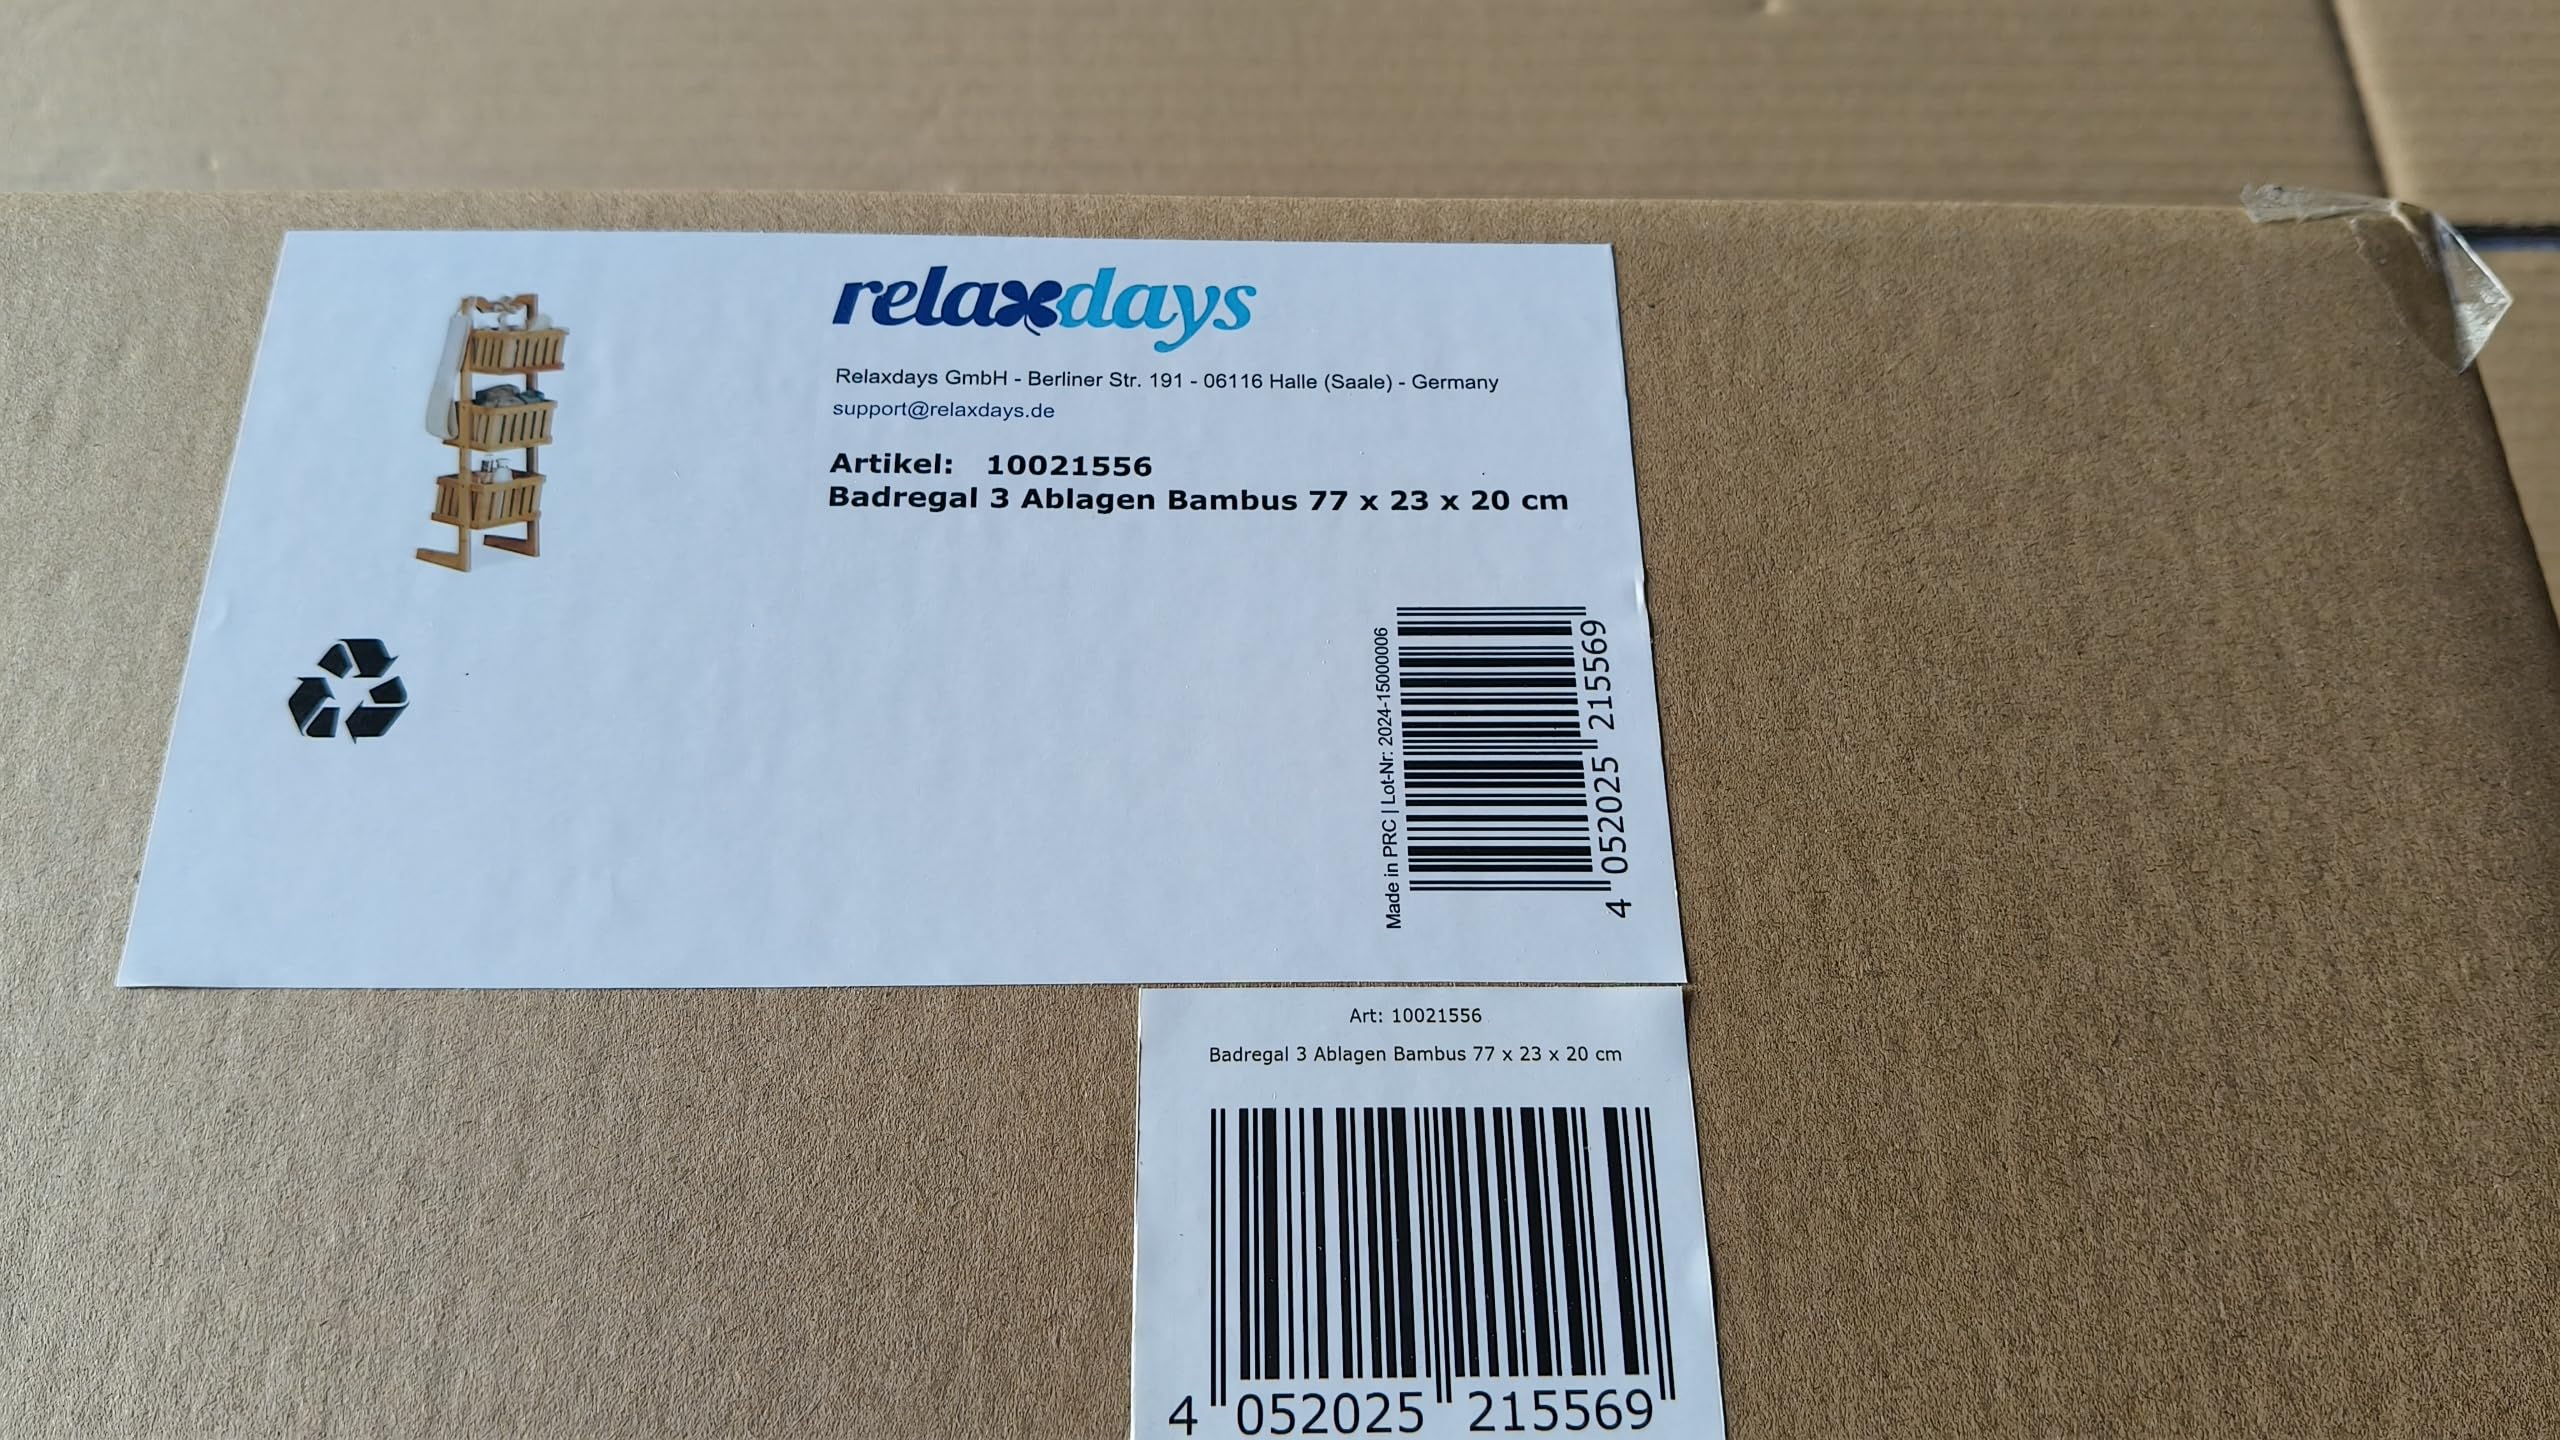 relaxdays
Relaxdays GmbH - Berliner Str. 191 - 06116 Halle (Saale) - Germany
support@relaxdays.de
Artikel: 10021556
Badregal 3 Ablagen Bambus 77 x 23 x 20 cm
Made in PRC | Lot-Nr: 2024-15000006
4 052025 215569
Art: 10021556
Badregal 3 Ablagen Bambus 77 x 23 x 20 cm
4 052025 215569